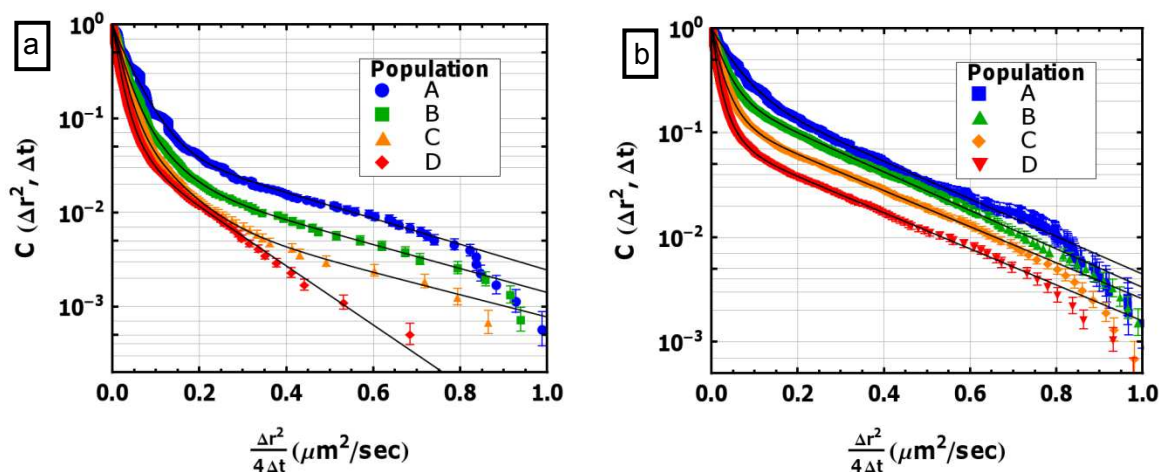 a
10⁰
10⁻¹
10⁻²
10⁻³
C (Δr², Δt)
Population
A
B
C
D
0.0 0.2 0.4 0.6 0.8 1.0
Δr²
4Δt (μm²/sec)
b
10⁰
10⁻¹
10⁻²
10⁻³
C (Δr², Δt)
Population
A
B
C
D
0.0 0.2 0.4 0.6 0.8 1.0
Δr²
4Δt (μm²/sec)